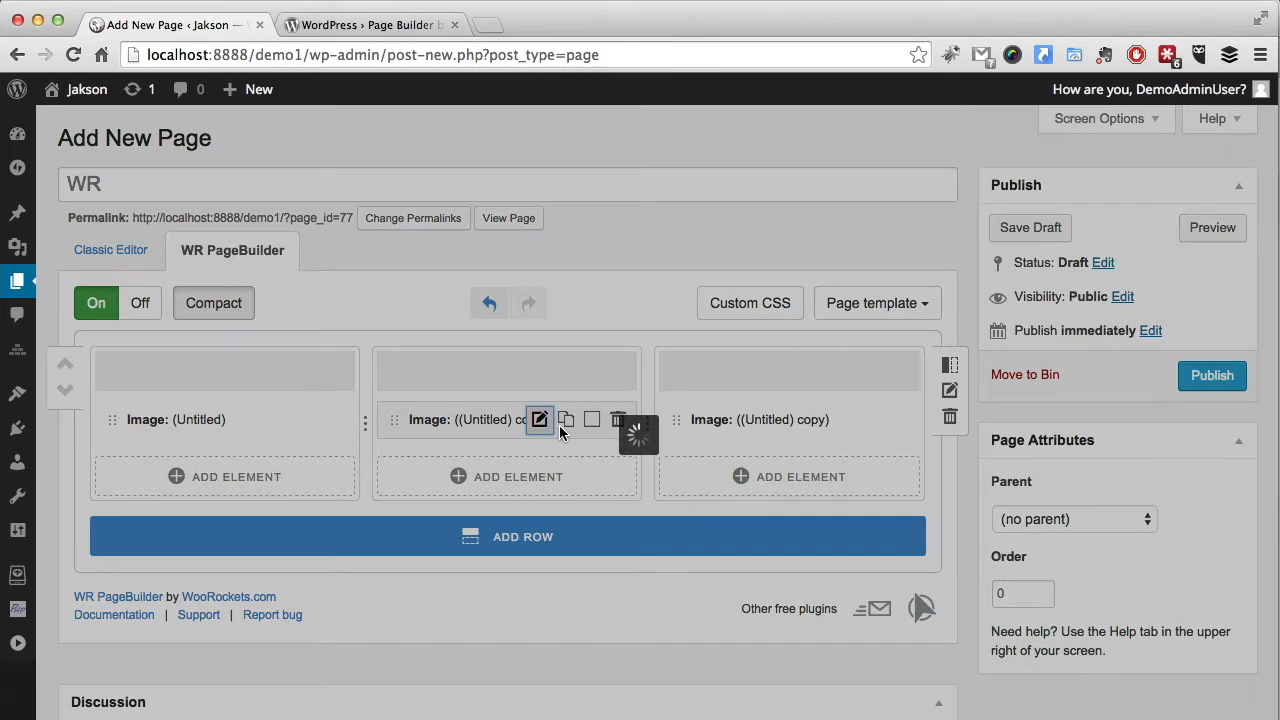 Add New Page ‹ Jakson —
WordPress › Page Builder b
localhost:8888/demo1/wp-admin/post-new.php?post_type=page
6
Jakson
1
0
New
How are you, DemoAdminUser?
Add New Page
Screen Options
Help
WR
Permalink: http://localhost:8888/demo1/?page_id=77
Change Permalinks
View Page
Classic Editor
WR PageBuilder
On
Off
Compact
Custom CSS
Page template
Image: (Untitled)
Image: ((Untitled) co
Image: ((Untitled) copy)
ADD ELEMENT
ADD ELEMENT
ADD ELEMENT
ADD ROW
WR PageBuilder by WooRockets.com
Documentation | Support | Report bug
Other free plugins
Discussion
Publish
Save Draft
Preview
Status: Draft Edit
Visibility: Public Edit
Publish immediately Edit
Move to Bin
Publish
Page Attributes
Parent
(no parent)
Order
0
Need help? Use the Help tab in the upper
right of your screen.